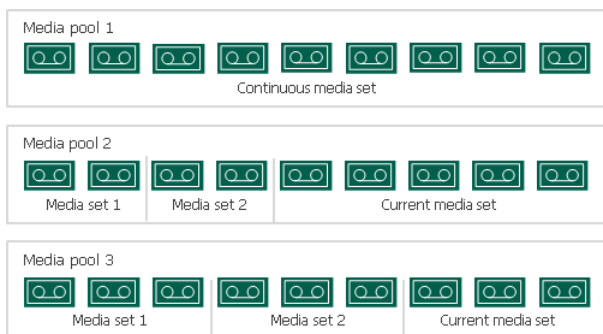 Media pool 1
Continuous media set
Media pool 2
Media set 1 Media set 2 Current media set
Media pool 3
Media set 1 Media set 2 Current media set